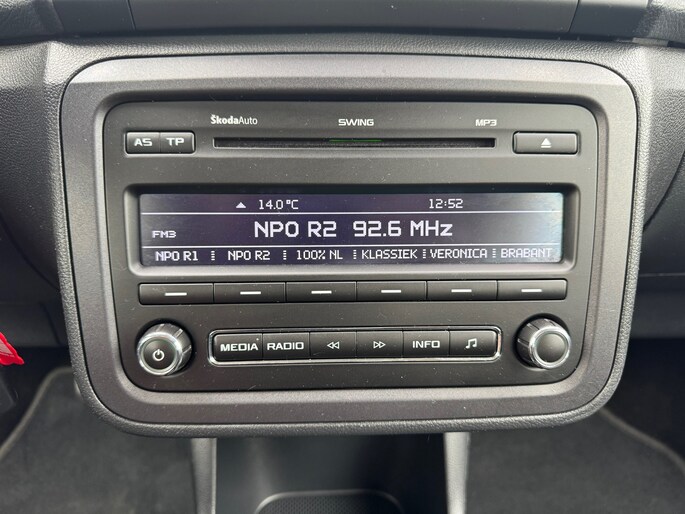 ŠkodaAuto SWING MP3
AS TP
14.0°C 12:52
FM3 NPO R2 92.6 MHz
NPO R1 NPO R2 100% NL KLASSIEK VERONICA BRABANT
MEDIA RADIO INFO